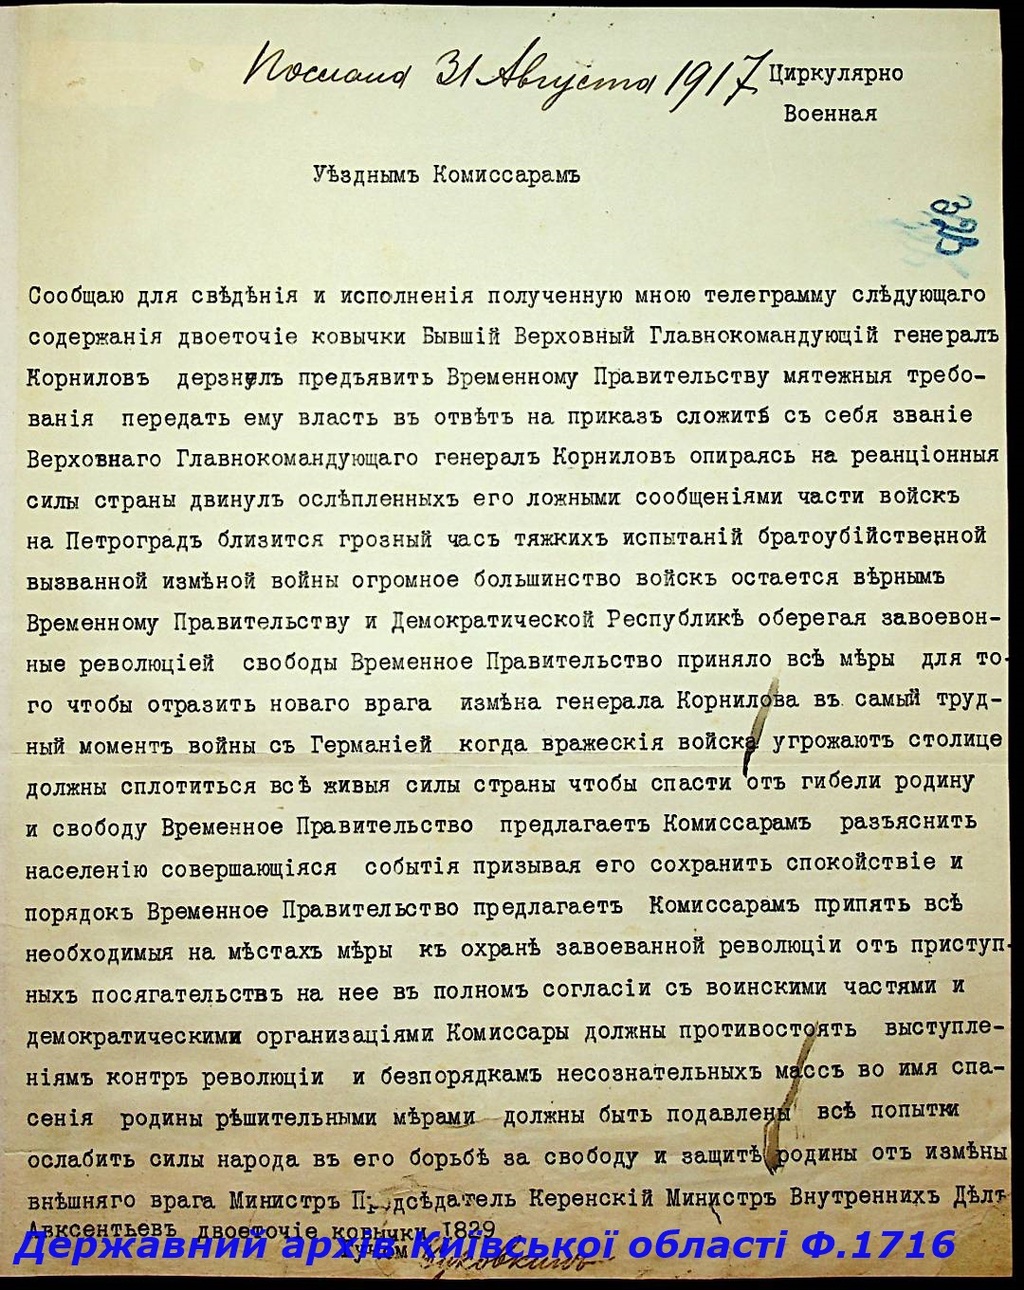 Послана 31 Августа 1917
Циркулярно
Военная
Уѣзднымъ Комиссарамъ
325
Сообщаю для свѣдѣнія и исполненія полученную мною телеграмму слѣдующаго
содержанія двоеточіе ковычки Бывшій Верховный Главнокомандующій генералъ
Корниловъ дерзнулъ предъявить Временному Правительству мятежныя требо-
ванія передать ему власть въ отвѣтъ на приказъ сложить съ себя званіе
Верховнаго Главнокомандующаго генералъ Корниловъ опираясь на реанціонныя
силы страны двинулъ ослѣпленныхъ его ложными сообщеніями части войскъ
на Петроградъ близится грозный часъ тяжкихъ испытаній братоубійственной
вызванной измѣной войны огромное большинство войскъ остается вѣрнымъ
Временному Правительству и Демократической Республикѣ оберегая завоевон-
ные революціей свободы Временное Правительство приняло всѣ мѣры для то-
го чтобы отразить новаго врага измѣна генерала Корнилова въ самый труд-
ный моментъ войны съ Германіей когда вражескія войска угрожаютъ столице
должны сплотиться всѣ живыя силы страны чтобы спасти отъ гибели родину
и свободу Временное Правительство предлагаетъ Комиссарамъ разъяснить
населенію совершающіяся событія призывая его сохранить спокойствіе и
порядокъ Временное Правительство предлагаетъ Комиссарамъ припять всѣ
необходимыя на мѣстахъ мѣры къ охранѣ завоеванной революціи отъ приступ-
ныхъ посягательствъ на нее въ полномъ согласіи съ воинскими частями и
демократическими организаціями Комиссары должны противостоять выступле-
ніямъ контръ революціи и безпорядкамъ несознательныхъ массъ во имя спа-
сенія родины рѣшительными мѣрами должны быть подавлены всѣ попытки
ослабить силы народа въ его борьбѣ за свободу и защитѣ родины отъ измѣны
внѣшняго врага Министръ Предсѣдатель Керенскій Министръ Внутреннихъ Дѣлъ
Авксентьевъ двоеточіе ковычки 1829
Державний архів Київської області Ф.1716